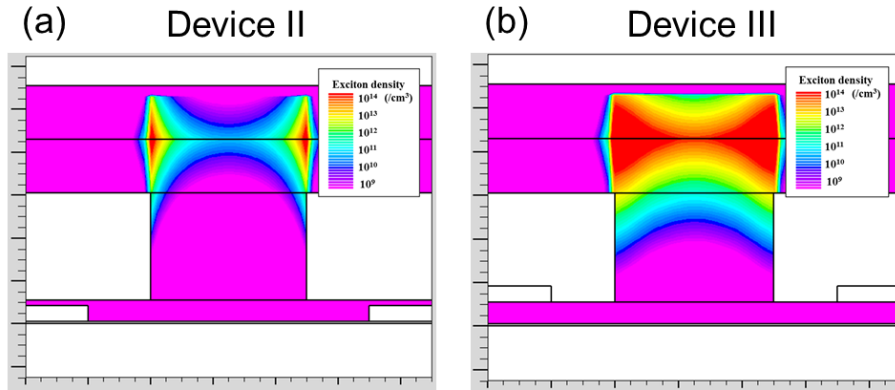 (a) Device II
Exciton density
10¹⁴ (/cm³)
10¹³
10¹²
10¹¹
10¹⁰
10⁹
(b) Device III
Exciton density
10¹⁴ (/cm³)
10¹³
10¹²
10¹¹
10¹⁰
10⁹